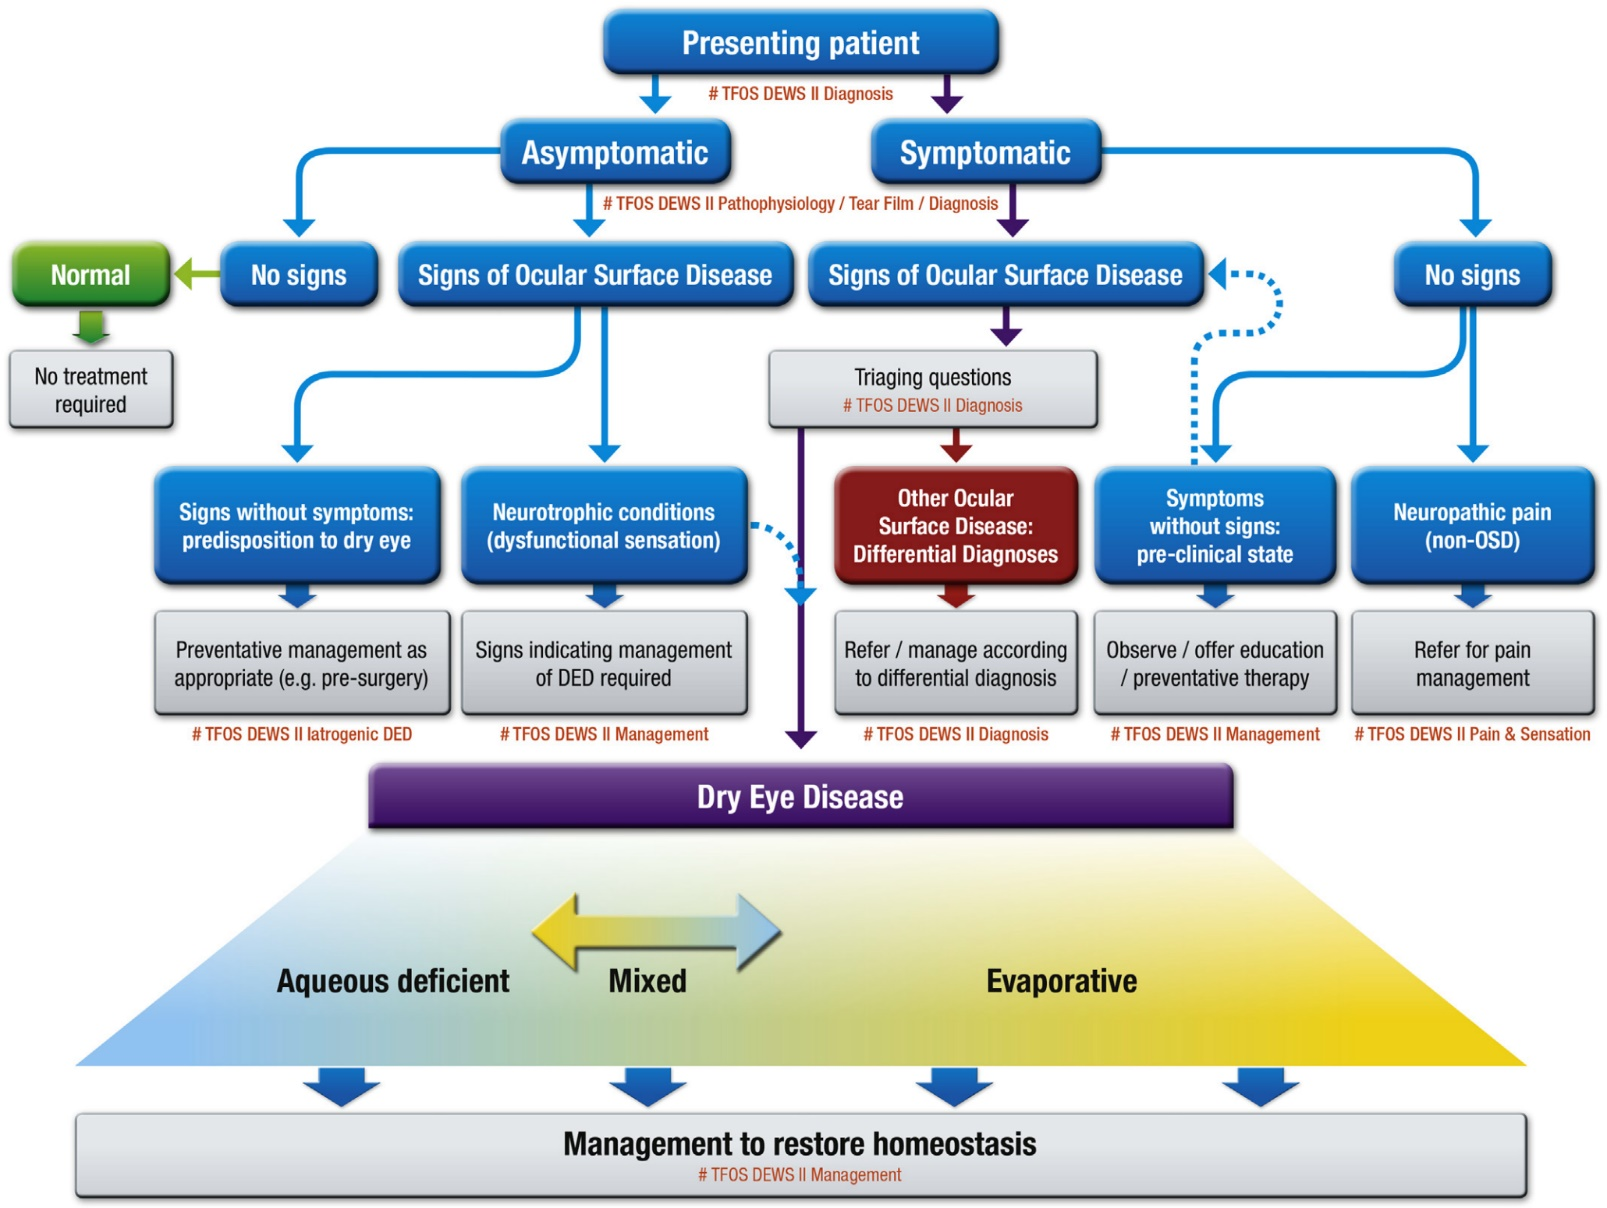 Presenting patient
# TFOS DEWS II Diagnosis
Asymptomatic
Symptomatic
# TFOS DEWS II Pathophysiology / Tear Film / Diagnosis
Normal
No signs
Signs of Ocular Surface Disease
Signs of Ocular Surface Disease
No signs
No treatment
required
Triaging questions
# TFOS DEWS II Diagnosis
Signs without symptoms:
predisposition to dry eye
Neurotrophic conditions
(dysfunctional sensation)
Other Ocular
Surface Disease:
Differential Diagnoses
Symptoms
without signs:
pre-clinical state
Neuropathic pain
(non-OSD)
Preventative management as
appropriate (e.g. pre-surgery)
Signs indicating management
of DED required
Refer / manage according
to differential diagnosis
Observe / offer education
/ preventative therapy
Refer for pain
management
# TFOS DEWS II Iatrogenic DED
# TFOS DEWS II Management
# TFOS DEWS II Diagnosis
# TFOS DEWS II Management
# TFOS DEWS II Pain & Sensation
Dry Eye Disease
Aqueous deficient
Mixed
Evaporative
Management to restore homeostasis
# TFOS DEWS II Management